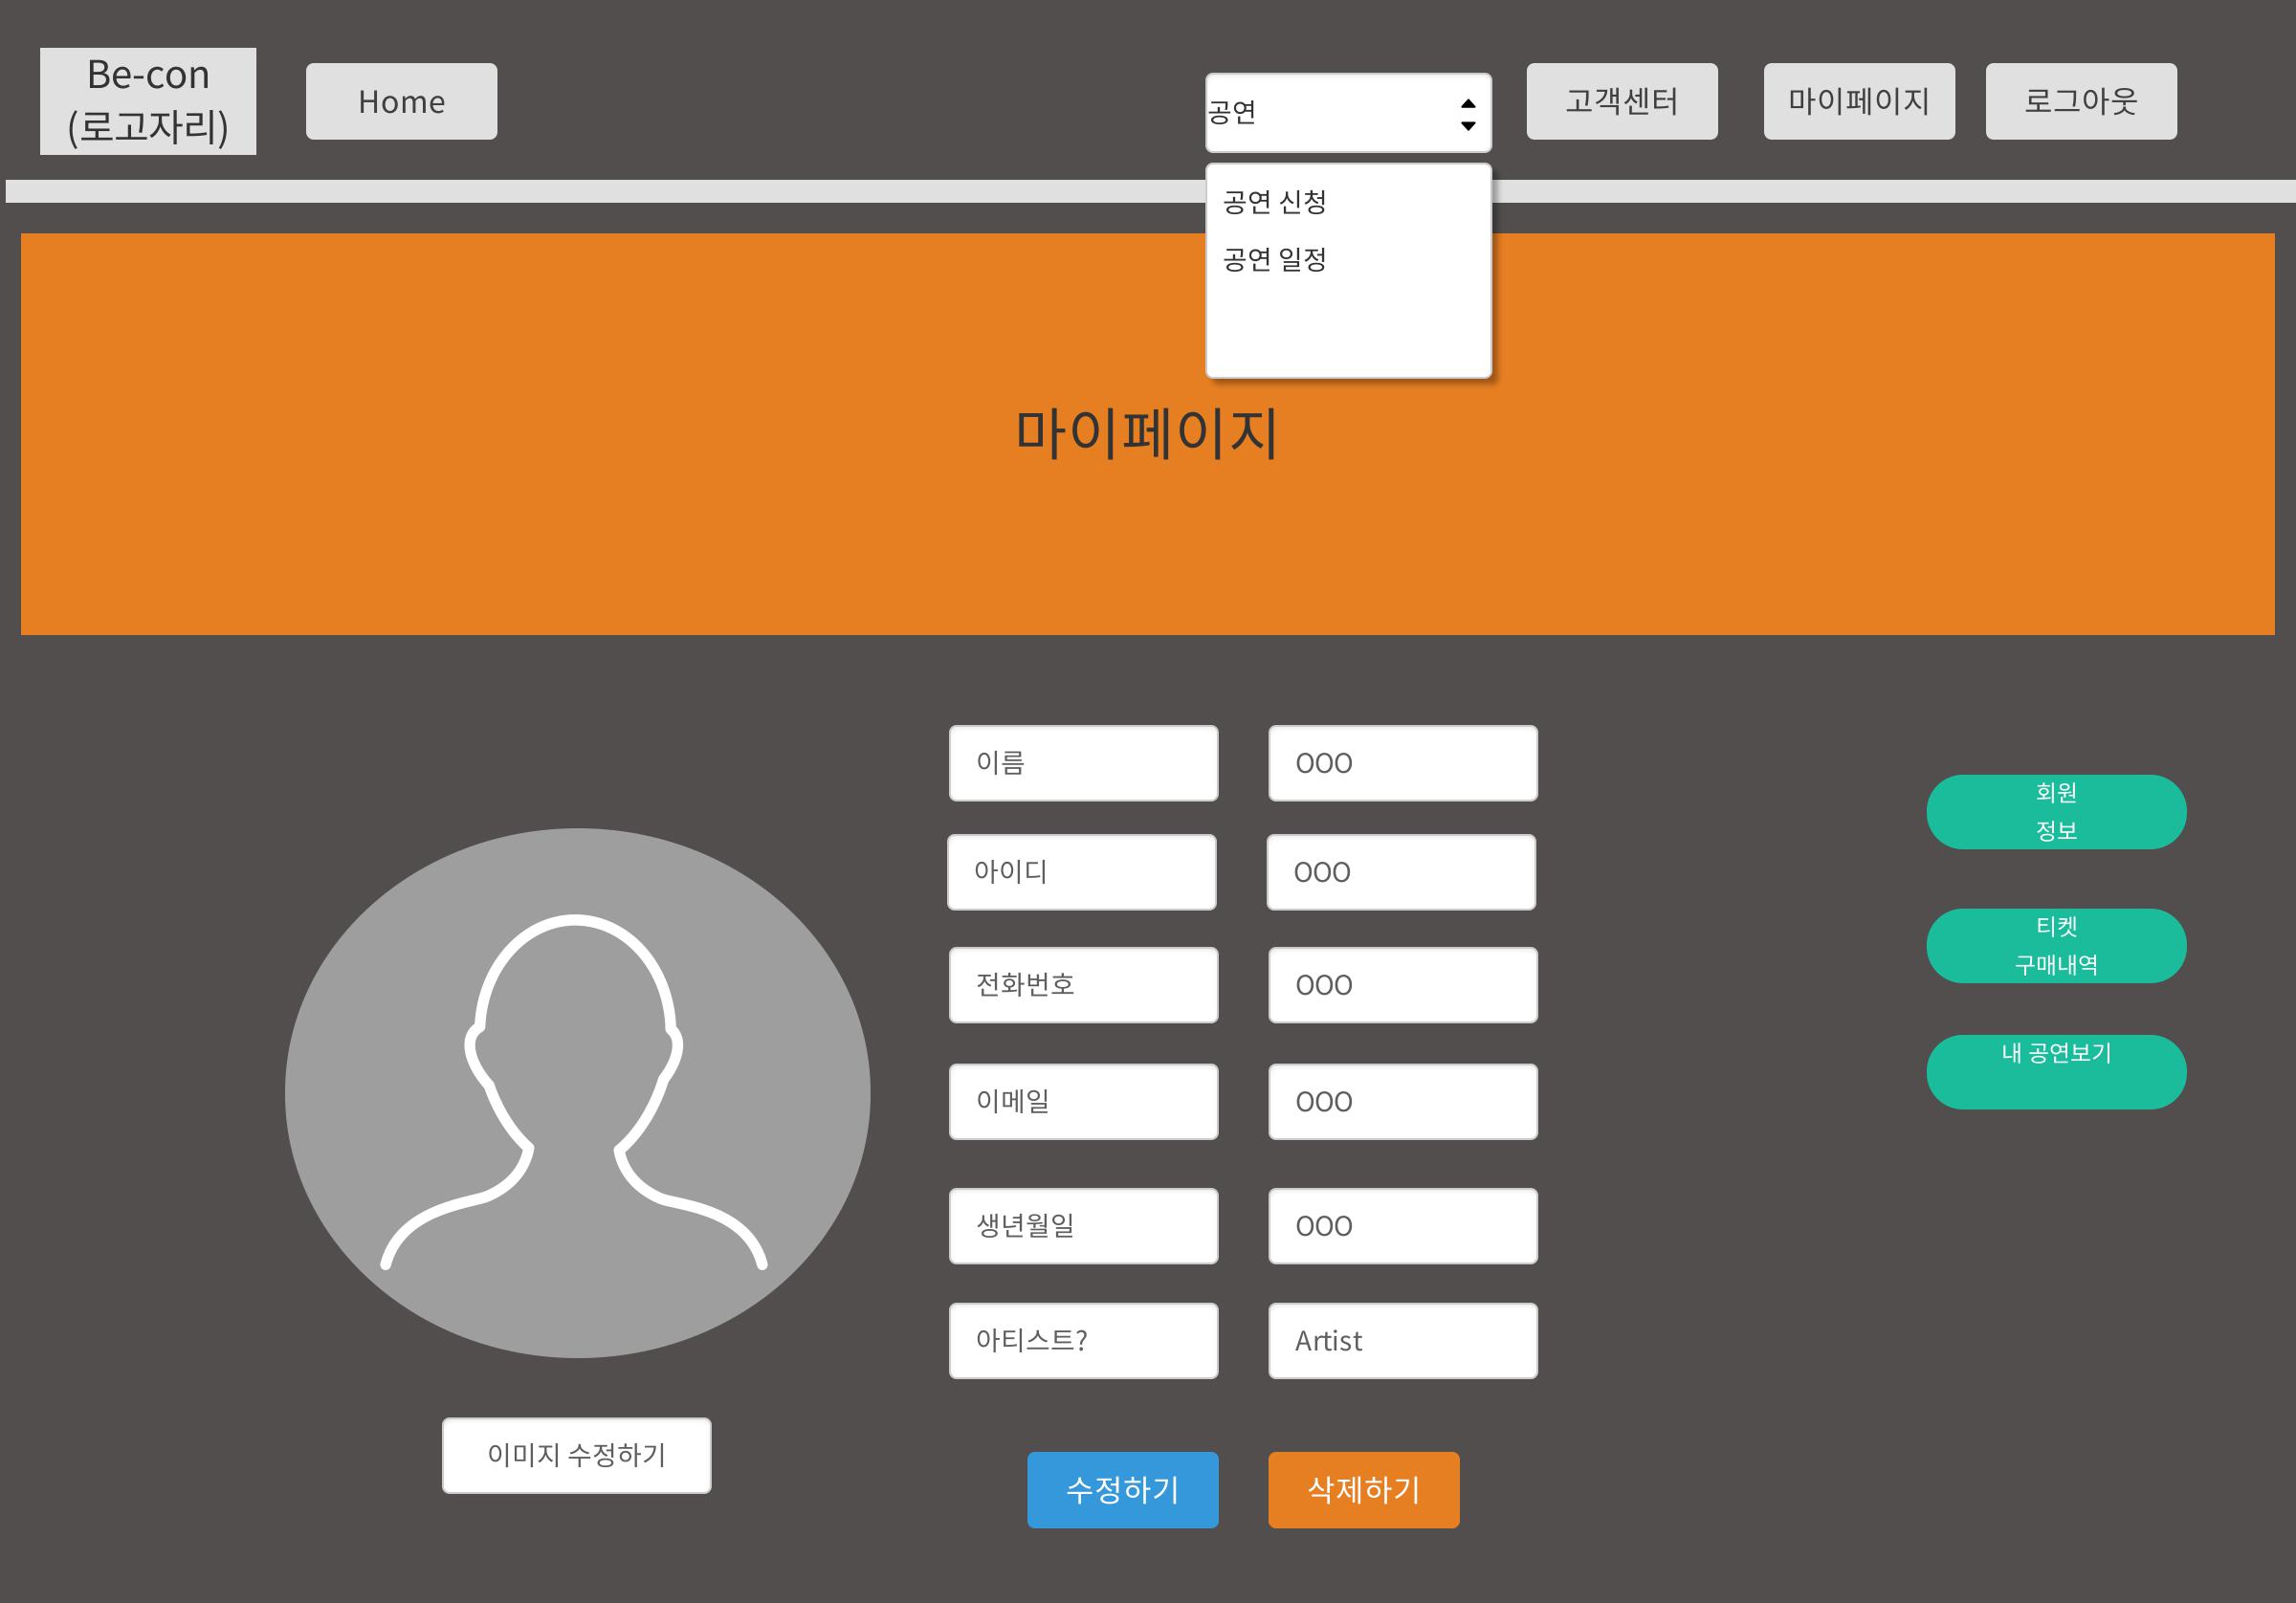 Be-con
(로고자리)
Home
공연
고객센터
마이페이지
로그아웃
공연 신청
공연 일정
마이페이지
이름
OOO
아이디
OOO
전화번호
OOO
이메일
OOO
생년월일
OOO
아티스트?
Artist
이미지 수정하기
수정하기
삭제하기
회원
정보
티켓
구매내역
내 공연보기